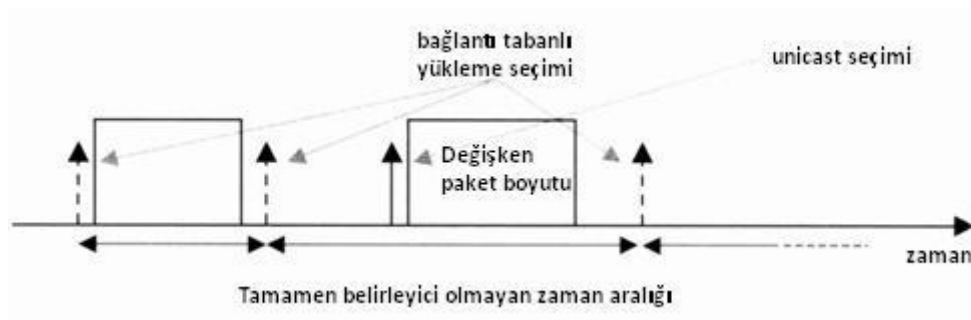 bağlantı tabanlı
yükleme seçimi
unicast seçimi
Değişken
paket boyutu
zaman
Tamamen belirleyici olmayan zaman aralığı